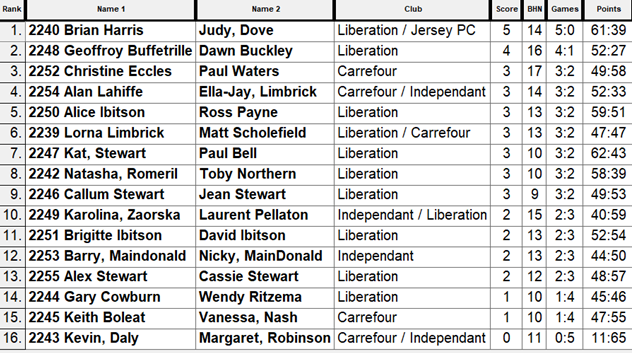 Rank Name 1 Name 2 Club Score BHN Games Points
1. 2240 Brian Harris Judy, Dove Liberation / Jersey PC 5 14 5:0 61:39
2. 2248 Geoffroy Buffetrille Dawn Buckley Liberation 4 16 4:1 52:27
3. 2252 Christine Eccles Paul Waters Carrefour 3 17 3:2 49:58
4. 2254 Alan Lahiffe Ella-Jay, Limbrick Carrefour / Independant 3 14 3:2 52:33
5. 2250 Alice Ibitson Ross Payne Liberation 3 13 3:2 59:51
6. 2239 Lorna Limbrick Matt Scholefield Liberation / Carrefour 3 13 3:2 47:47
7. 2247 Kat, Stewart Paul Bell Liberation 3 10 3:2 62:43
8. 2242 Natasha, Romeril Toby Northern Liberation 3 10 3:2 58:39
9. 2246 Callum Stewart Jean Stewart Liberation 3 9 3:2 49:53
10. 2249 Karolina, Zaorska Laurent Pellaton Independant / Liberation 2 15 2:3 40:59
11. 2251 Brigitte Ibitson David Ibitson Liberation 2 13 2:3 52:54
12. 2253 Barry, Maindonald Nicky, MainDonald Independant 2 13 2:3 44:50
13. 2255 Alex Stewart Cassie Stewart Liberation 2 12 2:3 48:57
14. 2244 Gary Cowburn Wendy Ritzema Liberation 1 10 1:4 45:46
15. 2245 Keith Boleat Vanessa, Nash Carrefour 1 10 1:4 47:55
16. 2243 Kevin, Daly Margaret, Robinson Carrefour / Independant 0 11 0:5 11:65